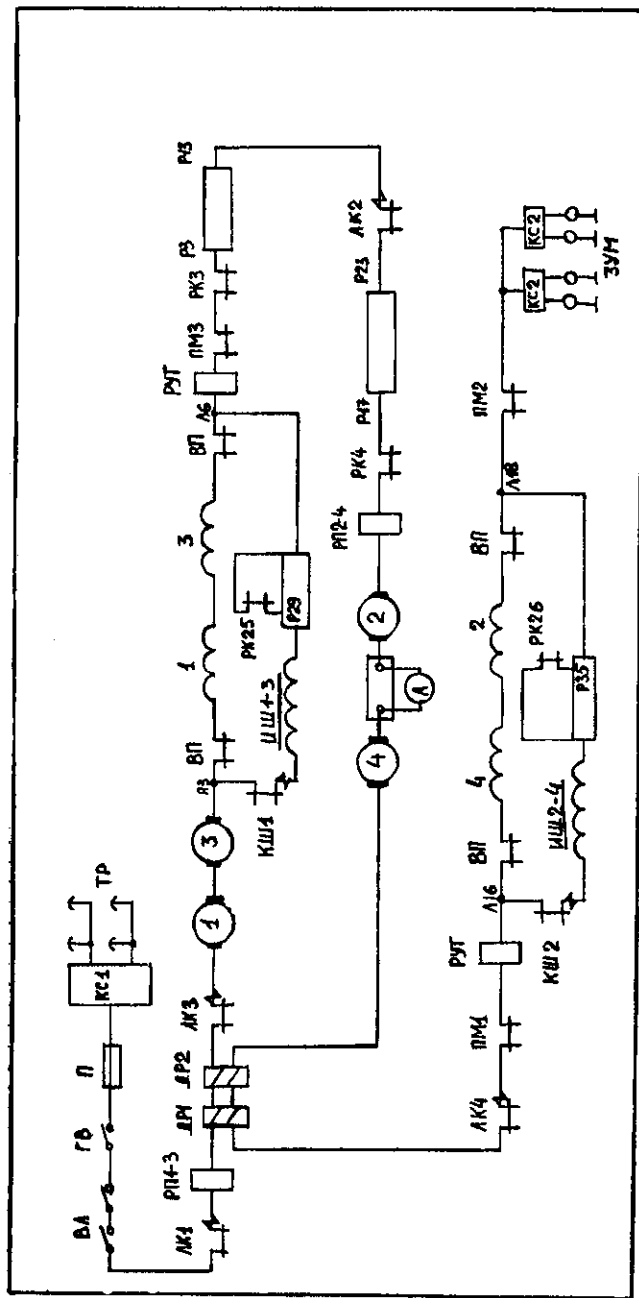 ВА
ГВ
П
КС1
ТР
ЛК1
РП1-3
ДР1
ДР2
ЛК3
1
3
Л3
ВП
1
3
ВП
Л6
РУТ
ПМ3
РК3
Р3
Р13
КШ1
ИШ1-3
РК25
Р29
4
А
2
РП2-4
РК4
Р17
Р23
ЛК2
ЛК4
ПМ1
РУТ
Л16
ВП
4
2
ВП
Л18
ПМ2
КС2
КС2
ЗУМ
КШ2
ИШ2-4
РК26
Р35